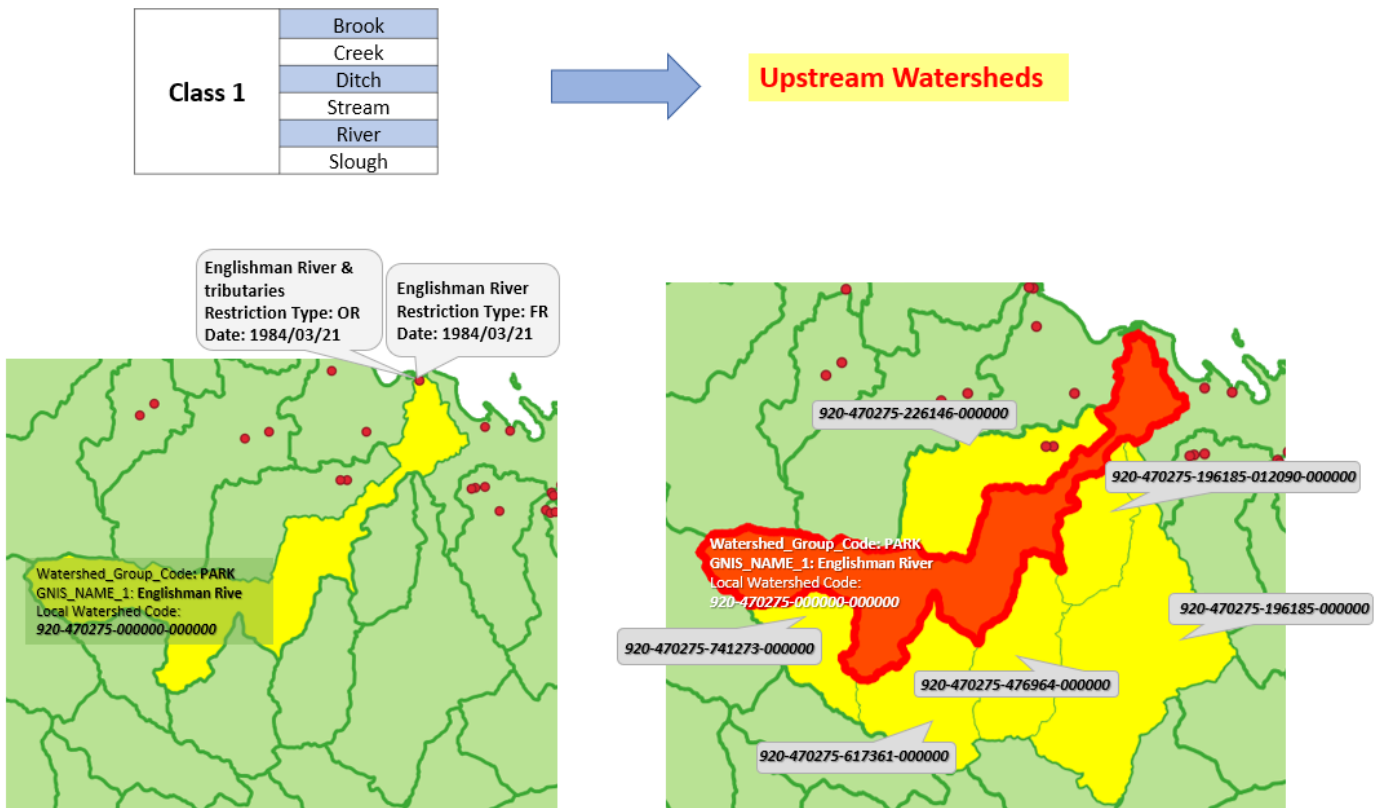 Class 1
Brook
Creek
Ditch
Stream
River
Slough
Upstream Watersheds
Englishman River &
tributaries
Restriction Type: OR
Date: 1984/03/21
Englishman River
Restriction Type: FR
Date: 1984/03/21
Watershed_Group_Code: PARK
GNIS_NAME_1: Englishman Rive
Local Watershed Code:
920-470275-000000-000000
920-470275-226146-000000
920-470275-196185-012090-000000
Watershed_Group_Code: PARK
GNIS_NAME_1: Englishman River
Local Watershed Code:
920-470275-000000-000000
920-470275-196185-000000
920-470275-741273-000000
920-470275-476964-000000
920-470275-617361-000000